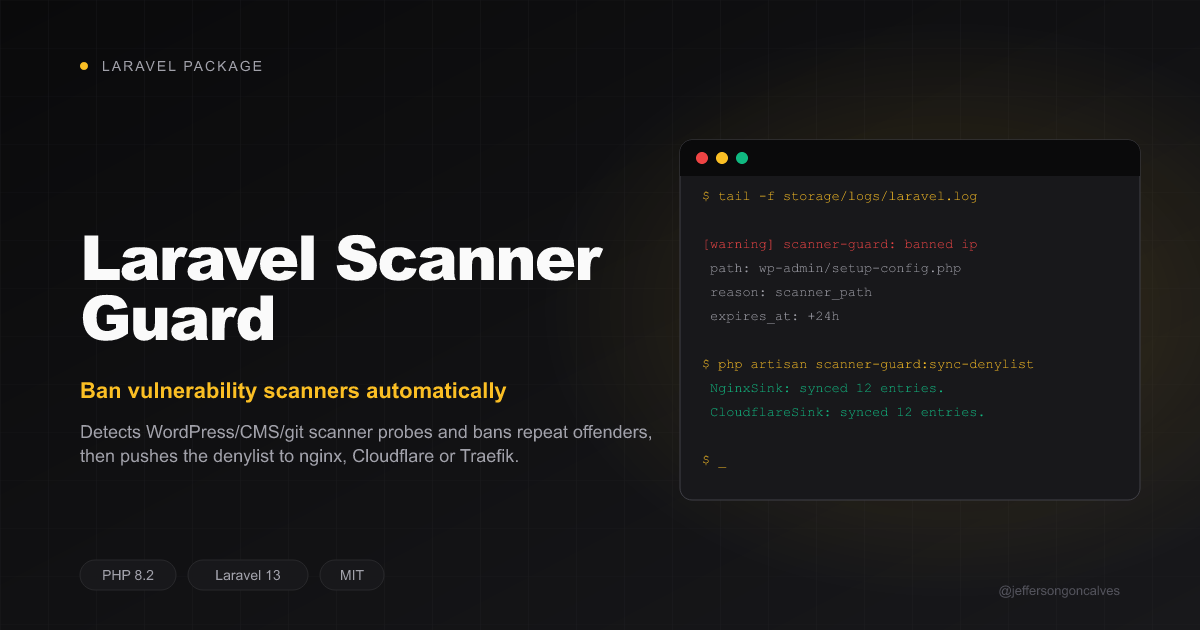 LARAVEL PACKAGE
Laravel Scanner
Guard
Ban vulnerability scanners automatically
Detects WordPress/CMS/git scanner probes and bans repeat offenders,
then pushes the denylist to nginx, Cloudflare or Traefik.
PHP 8.2
Laravel 13
MIT
$ tail -f storage/logs/laravel.log
[warning] scanner-guard: banned ip
path: wp-admin/setup-config.php
reason: scanner_path
expires_at: +24h
$ php artisan scanner-guard:sync-denylist
NginxSink: synced 12 entries.
CloudflareSink: synced 12 entries.
$ _
@jeffersongoncalves